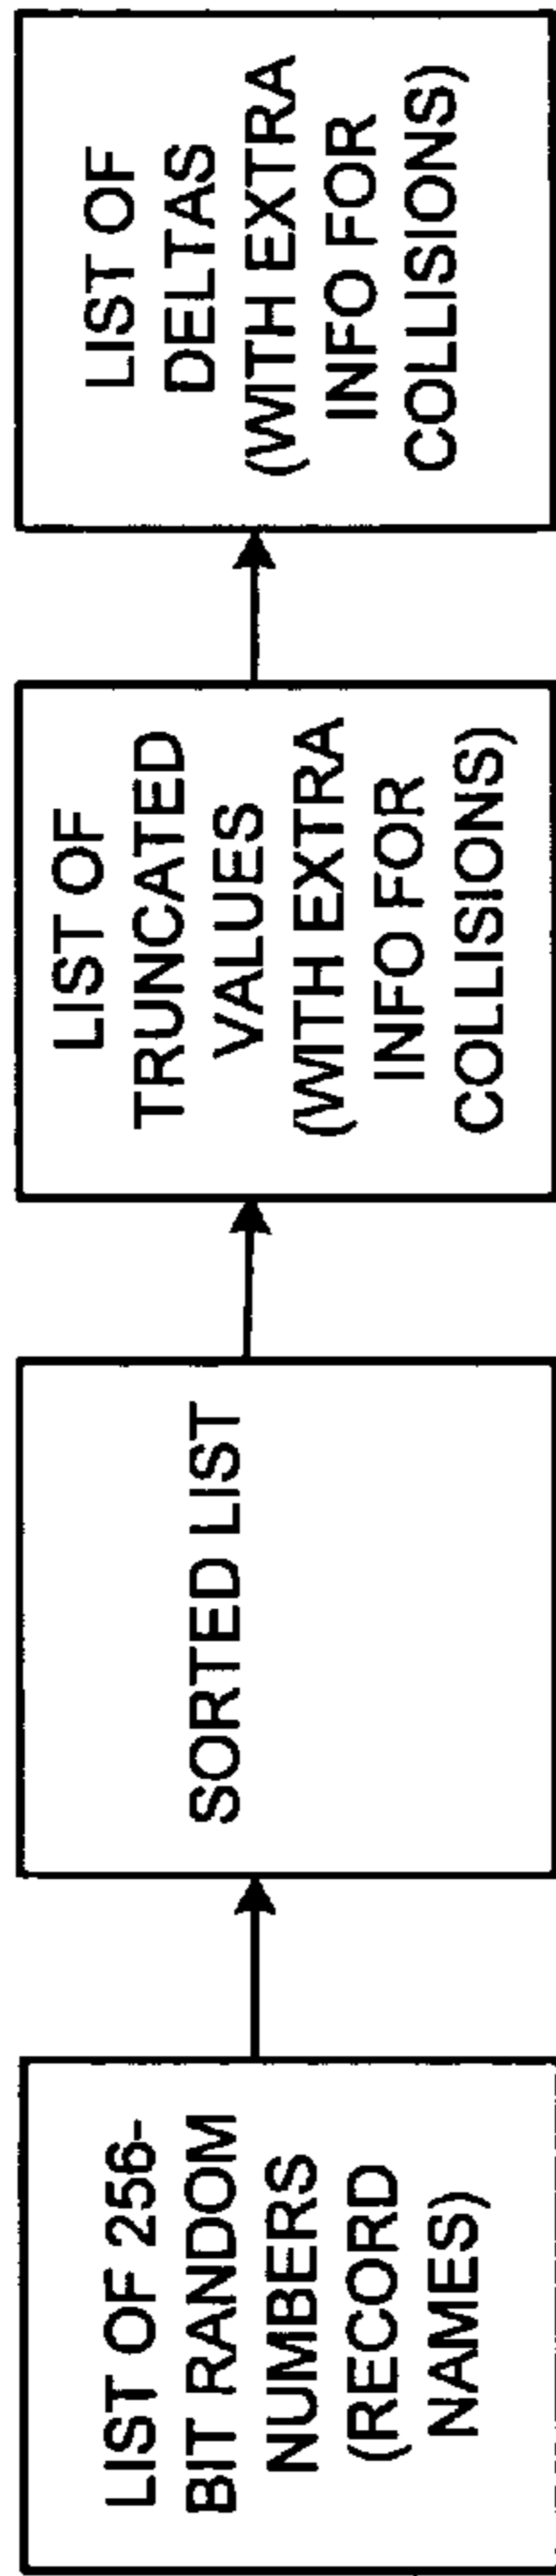 LIST OF 256-
BIT RANDOM
NUMBERS
(RECORD
NAMES)
SORTED LIST
LIST OF
TRUNCATED
VALUES
(WITH EXTRA
INFO FOR
COLLISIONS)
LIST OF
DELTAS
(WITH EXTRA
INFO FOR
COLLISIONS)